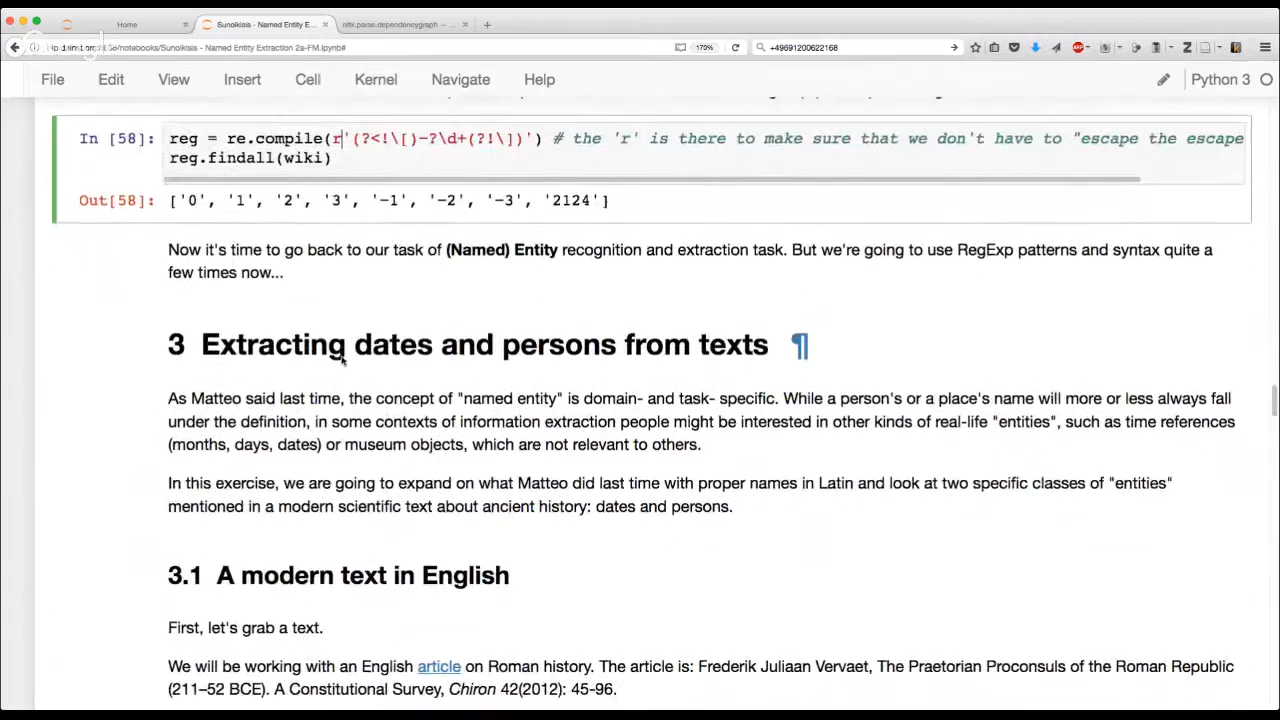 Home
Sunoikisis - Named Entity E...
nltk.parse.dependencygraph — ...
/notebooks/Sunoikisis - Named Entity Extraction 2a-FM.ipynb#
170%
+49691200622168
File Edit View Insert Cell Kernel Navigate Help Python 3
In [58]: reg = re.compile(r'(?<!\[)-?\d+(?!\])') # the 'r' is there to make sure that we don't have to "escape the escape
reg.findall(wiki)
Out[58]: ['0', '1', '2', '3', '-1', '-2', '-3', '2124']
Now it's time to go back to our task of (Named) Entity recognition and extraction task. But we're going to use RegExp patterns and syntax quite a
few times now...
3 Extracting dates and persons from texts ¶
As Matteo said last time, the concept of "named entity" is domain- and task- specific. While a person's or a place's name will more or less always fall
under the definition, in some contexts of information extraction people might be interested in other kinds of real-life "entities", such as time references
(months, days, dates) or museum objects, which are not relevant to others.
In this exercise, we are going to expand on what Matteo did last time with proper names in Latin and look at two specific classes of "entities"
mentioned in a modern scientific text about ancient history: dates and persons.
3.1 A modern text in English
First, let's grab a text.
We will be working with an English article on Roman history. The article is: Frederik Juliaan Vervaet, The Praetorian Proconsuls of the Roman Republic
(211–52 BCE). A Constitutional Survey, Chiron 42(2012): 45-96.